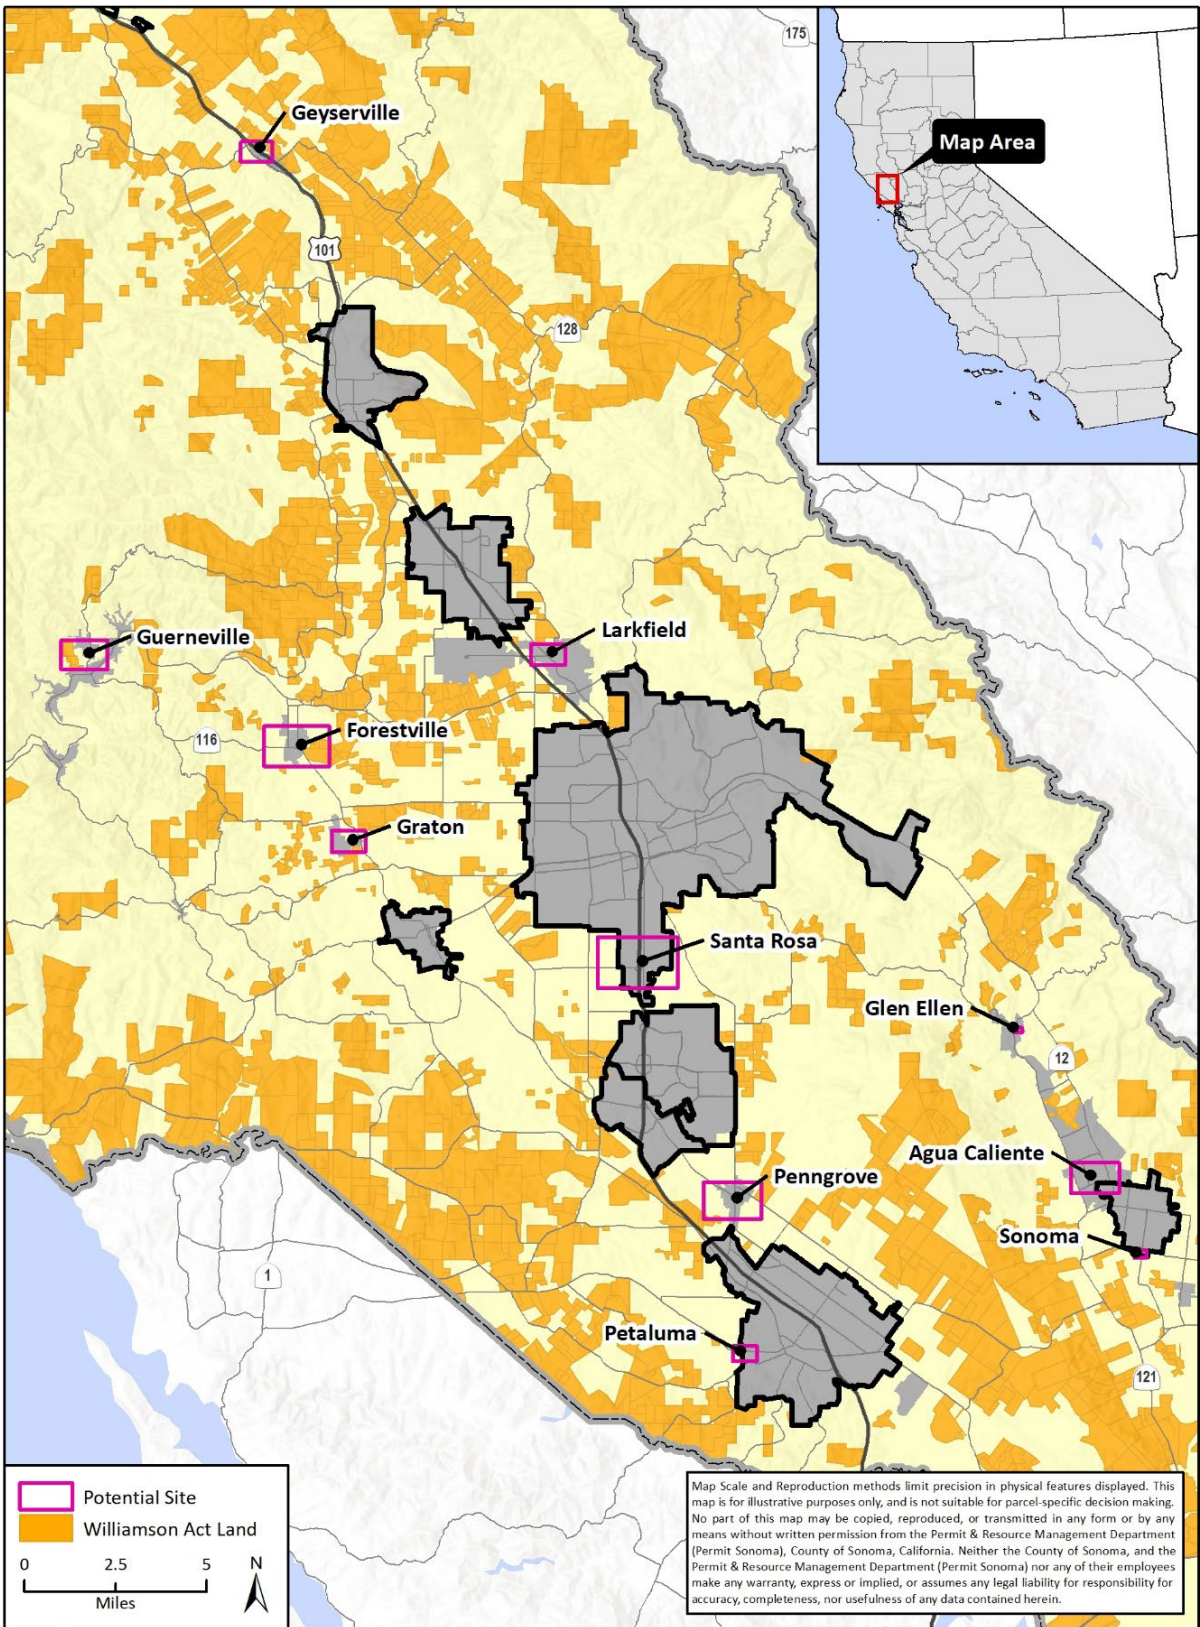 175
Geyserville
Map Area
101
128
Guerneville
Larkfield
Forestville
116
Graton
Santa Rosa
Glen Ellen
12
Agua Caliente
Penngrove
Sonoma
1
Petaluma
121
Potential Site
Williamson Act Land
0 2.5 5 N
Miles
Map Scale and Reproduction methods limit precision in physical features displayed. This
map is for illustrative purposes only, and is not suitable for parcel-specific decision making.
No part of this map may be copied, reproduced, or transmitted in any form or by any
means without written permission from the Permit & Resource Management Department
(Permit Sonoma), County of Sonoma, California. Neither the County of Sonoma, and the
Permit & Resource Management Department (Permit Sonoma) nor any of their employees
make any warranty, express or implied, or assumes any legal liability for responsibility for
accuracy, completeness, nor usefulness of any data contained herein.